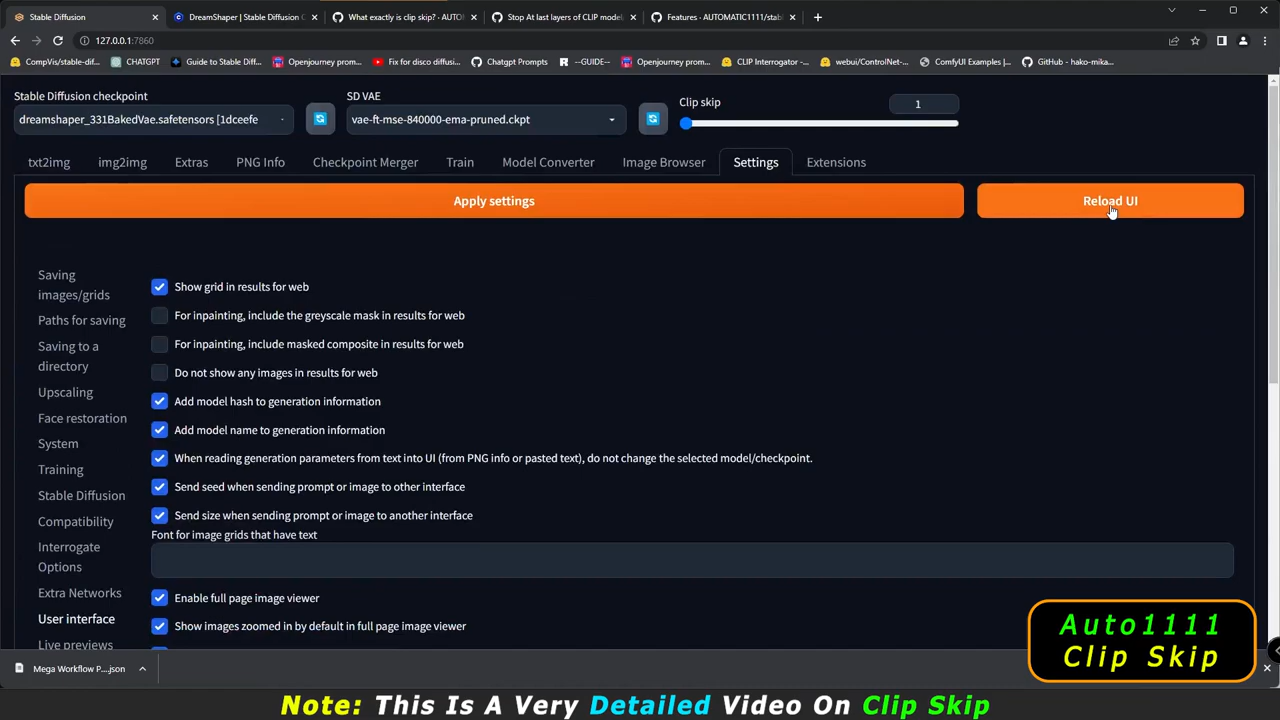 Stable Diffusion
DreamShaper | Stable Diffusion C
What exactly is clip skip? · AUTO
Stop At last layers of CLIP model
Features · AUTOMATIC1111/stab
127.0.0.1:7860
CompVis/stable-dif...
CHATGPT
Guide to Stable Diff...
Openjourney prom...
Fix for disco diffusi...
Chatgpt Prompts
--GUIDE--
Openjourney prom...
CLIP Interrogator -...
webui/ControlNet-...
ComfyUI Examples |...
GitHub - hako-mika...
Stable Diffusion checkpoint
SD VAE
Clip skip
1
dreamshaper_331BakedVae.safetensors [1dceefe
vae-ft-mse-840000-ema-pruned.ckpt
txt2img
img2img
Extras
PNG Info
Checkpoint Merger
Train
Model Converter
Image Browser
Settings
Extensions
Apply settings
Reload UI
Saving
images/grids
Paths for saving
Saving to a
directory
Upscaling
Face restoration
System
Training
Stable Diffusion
Compatibility
Interrogate
Options
Extra Networks
User interface
Live previews
Show grid in results for web
For inpainting, include the greyscale mask in results for web
For inpainting, include masked composite in results for web
Do not show any images in results for web
Add model hash to generation information
Add model name to generation information
When reading generation parameters from text into UI (from PNG info or pasted text), do not change the selected model/checkpoint.
Send seed when sending prompt or image to other interface
Send size when sending prompt or image to another interface
Font for image grids that have text
Enable full page image viewer
Show images zoomed in by default in full page image viewer
Auto1111
Clip Skip
Mega Workflow P....json
Note: This Is A Very Detailed Video On Clip Skip